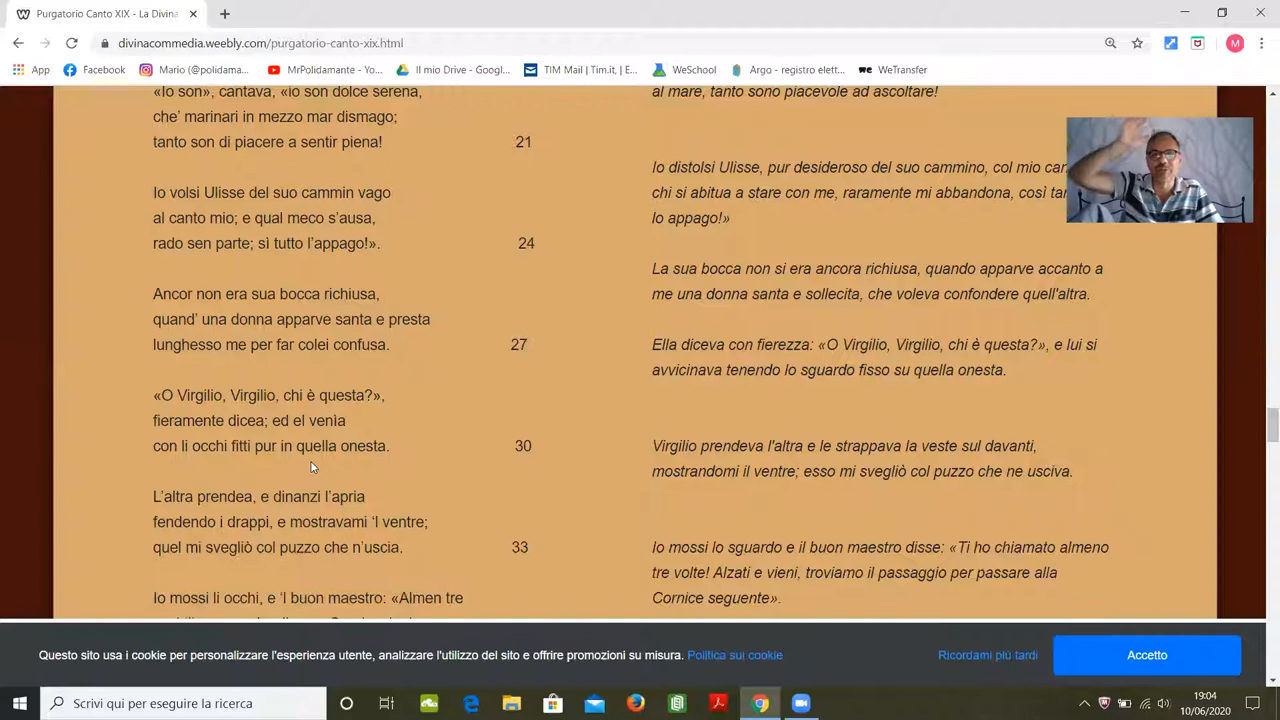 Purgatorio Canto XIX - La Divina
divinacommedia.weebly.com/purgatorio-canto-xix.html
M
App Facebook Mario (@polidama... MrPolidamante - Yo... Il mio Drive - Googl... TIM Mail | Tim.it, | E... WeSchool Argo - registro elett... WeTransfer
«Io son», cantava, «io son dolce serena,
che' marinari in mezzo mar dismago;
tanto son di piacere a sentir piena! 21
Io volsi Ulisse del suo cammin vago
al canto mio; e qual meco s'ausa,
rado sen parte; sì tutto l'appago!». 24
Ancor non era sua bocca richiusa,
quand' una donna apparve santa e presta
lunghesso me per far colei confusa. 27
«O Virgilio, Virgilio, chi è questa?»,
fieramente dicea; ed el venìa
con li occhi fitti pur in quella onesta. 30
L'altra prendea, e dinanzi l'apria
fendendo i drappi, e mostravami 'l ventre;
quel mi svegliò col puzzo che n'uscia. 33
Io mossi li occhi, e 'l buon maestro: «Almen tre
al mare, tanto sono piacevole ad ascoltare!
Io distolsi Ulisse, pur desideroso del suo cammino, col mio
chi si abitua a stare con me, raramente mi abbandona, così
lo appago!»
La sua bocca non si era ancora richiusa, quando apparve accanto a
me una donna santa e sollecita, che voleva confondere quell'altra.
Ella diceva con fierezza: «O Virgilio, Virgilio, chi è questa?», e lui si
avvicinava tenendo lo sguardo fisso su quella onesta.
Virgilio prendeva l'altra e le strappava la veste sul davanti,
mostrandomi il ventre; esso mi svegliò col puzzo che ne usciva.
Io mossi lo sguardo e il buon maestro disse: «Ti ho chiamato almeno
tre volte! Alzati e vieni, troviamo il passaggio per passare alla
Cornice seguente».
Questo sito usa i cookie per personalizzare l'esperienza utente, analizzare l'utilizzo del sito e offrire promozioni su misura. Politica sui cookie
Ricordami più tardi
Accetto
Scrivi qui per eseguire la ricerca
19:04
10/06/2020